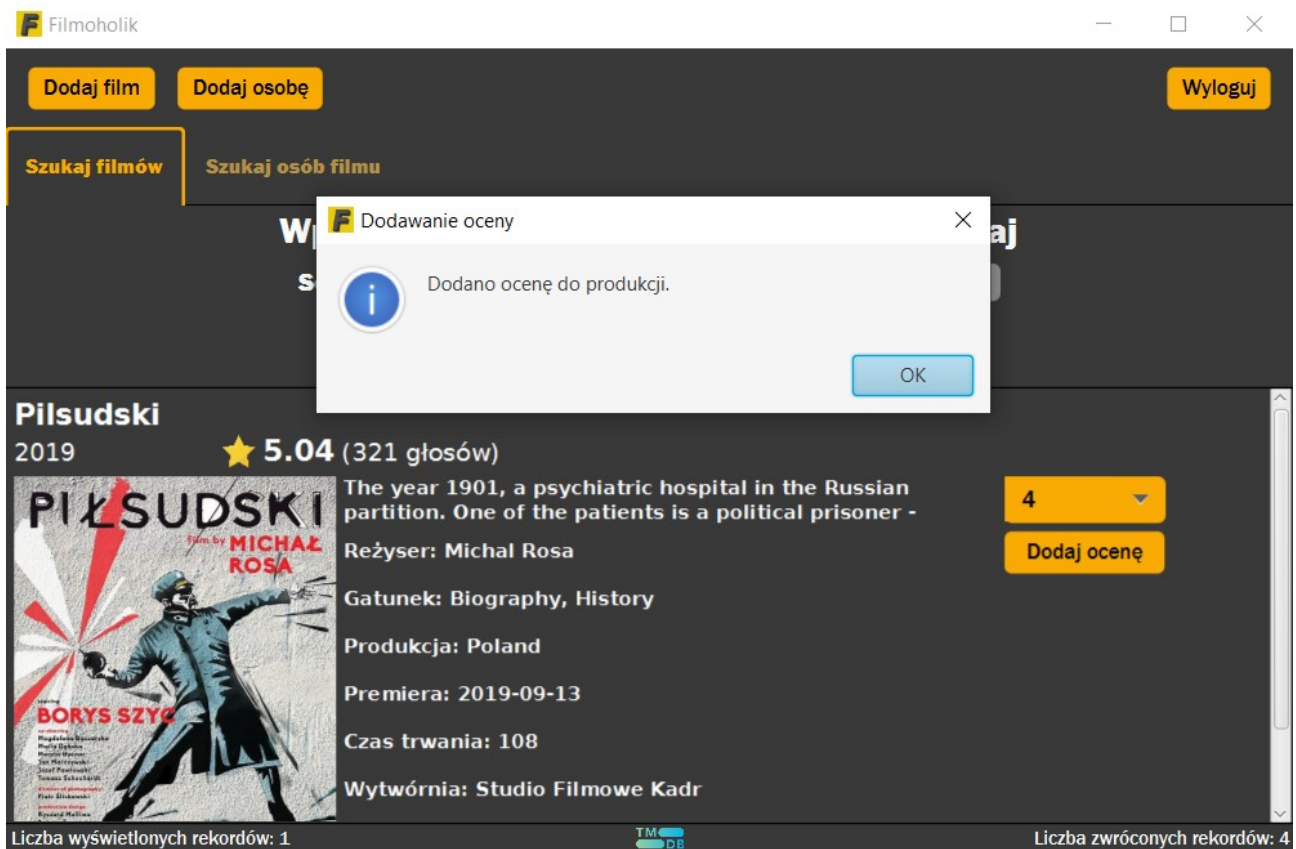 Filmoholik
Dodaj film
Dodaj osobę
Wyloguj
Szukaj filmów
Szukaj osób filmu
Dodawanie oceny
aj
Dodano ocenę do produkcji.
OK
Pilsudski
2019
5.04 (321 głosów)
PIŁSUDSKI
film by MICHAŁ
ROSA
BORYS SZYC
The year 1901, a psychiatric hospital in the Russian
partition. One of the patients is a political prisoner -
Reżyser: Michal Rosa
Gatunek: Biography, History
Produkcja: Poland
Premiera: 2019-09-13
Czas trwania: 108
Wytwórnia: Studio Filmowe Kadr
4
Dodaj ocenę
Liczba wyświetlonych rekordów: 1
TM
DB
Liczba zwróconych rekordów: 4